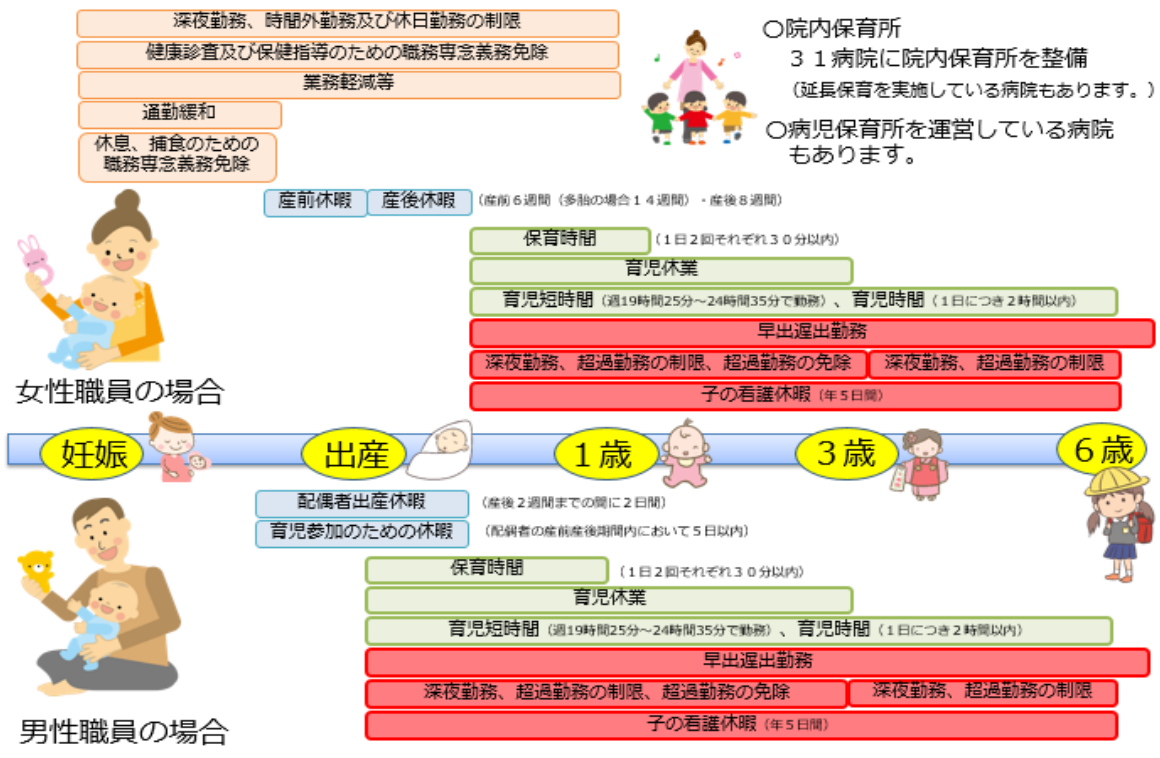 深夜勤務、時間外勤務及び休日勤務の制限
健康診査及び保健指導のための職務専念義務免除
業務軽減等
通勤緩和
休息、捕食のための
職務専念義務免除
○院内保育所
３１病院に院内保育所を整備
（延長保育を実施している病院もあります。）
○病児保育所を運営している病院
もあります。
産前休暇
産後休暇
（産前６週間（多胎の場合１４週間）・産後８週間）
保育時間
（１日２回それぞれ３０分以内）
育児休業
育児短時間（週19時間25分～24時間35分で勤務）、育児時間（１日につき２時間以内）
早出遅出勤務
深夜勤務、超過勤務の制限、超過勤務の免除
深夜勤務、超過勤務の制限
子の看護休暇（年５日間）
女性職員の場合
妊娠
出産
１歳
３歳
６歳
配偶者出産休暇
（産後２週間までの間に２日間）
育児参加のための休暇
（配偶者の産前産後期間内において５日以内）
保育時間
（１日２回それぞれ３０分以内）
育児休業
育児短時間（週19時間25分～24時間35分で勤務）、育児時間（１日につき２時間以内）
早出遅出勤務
深夜勤務、超過勤務の制限、超過勤務の免除
深夜勤務、超過勤務の制限
子の看護休暇（年５日間）
男性職員の場合